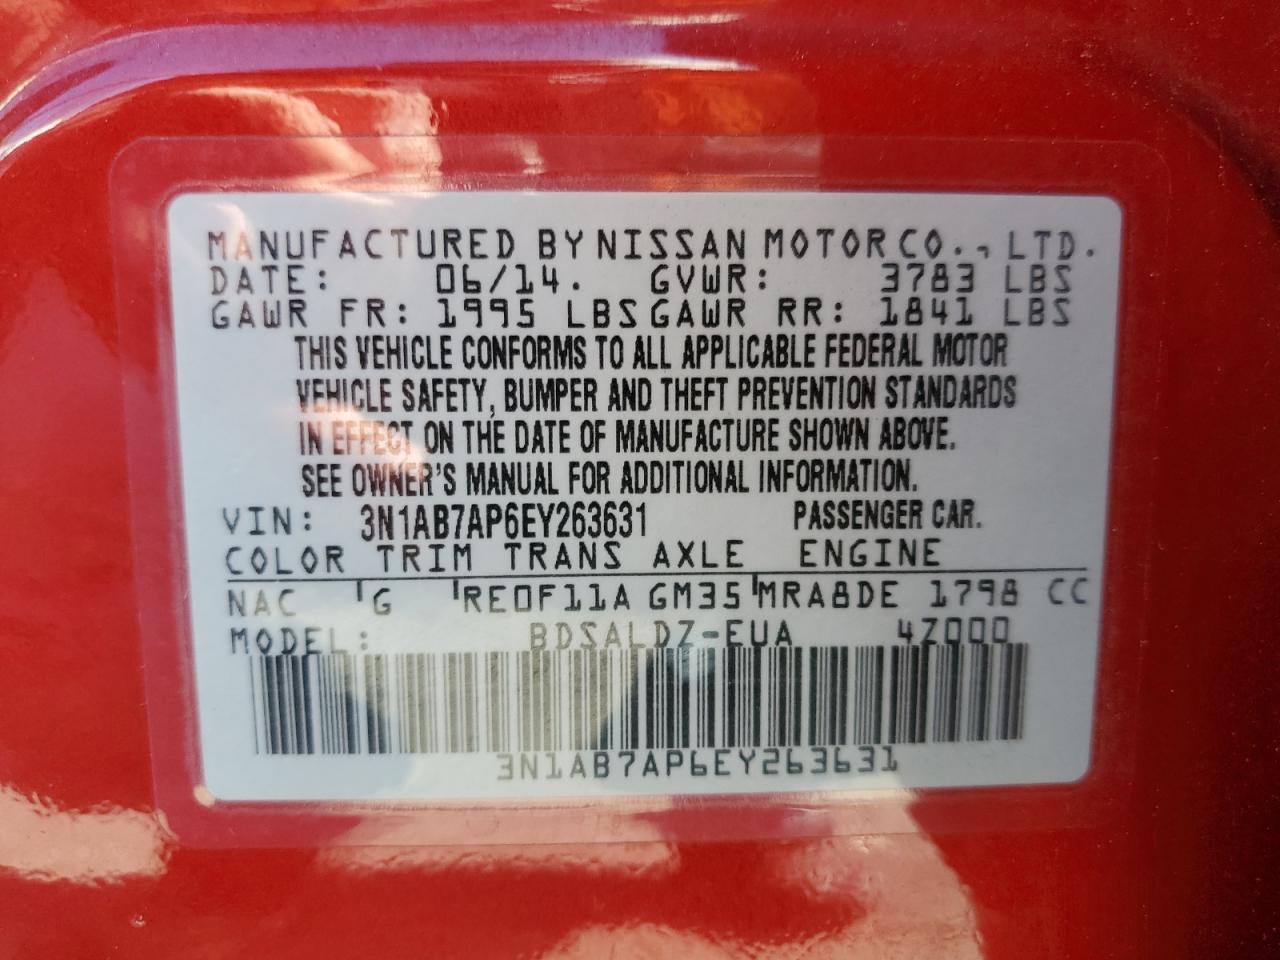 MANUFACTURED BY NISSAN MOTOR CO., LTD.
DATE: 06/14. GVWR: 3783 LBS
GAWR FR: 1995 LBS GAWR RR: 1841 LBS
THIS VEHICLE CONFORMS TO ALL APPLICABLE FEDERAL MOTOR
VEHICLE SAFETY, BUMPER AND THEFT PREVENTION STANDARDS
IN EFFECT ON THE DATE OF MANUFACTURE SHOWN ABOVE.
SEE OWNER'S MANUAL FOR ADDITIONAL INFORMATION.
VIN: 3N1AB7AP6EY263631 PASSENGER CAR.
COLOR TRIM TRANS AXLE ENGINE
NAC G RE0F11A GM35 MRA8DE 1798 CC
MODEL: BDSALDZ-EUA 4Z000
3N1AB7AP6EY263631